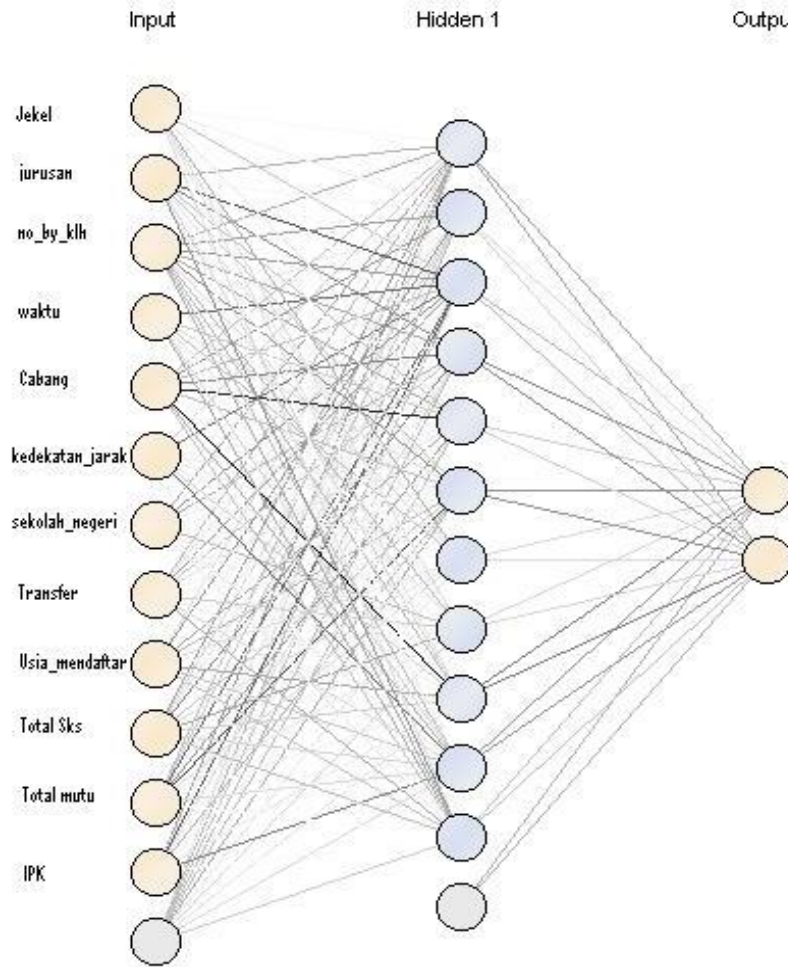 Input Hidden 1 Outpu
Jekel
jurusan
no_by_klh
waktu
Cabang
kedekatan_jarak
sekolah_negeri
Transfer
Usia_mendaftar
Total Sks
Total mutu
IPK